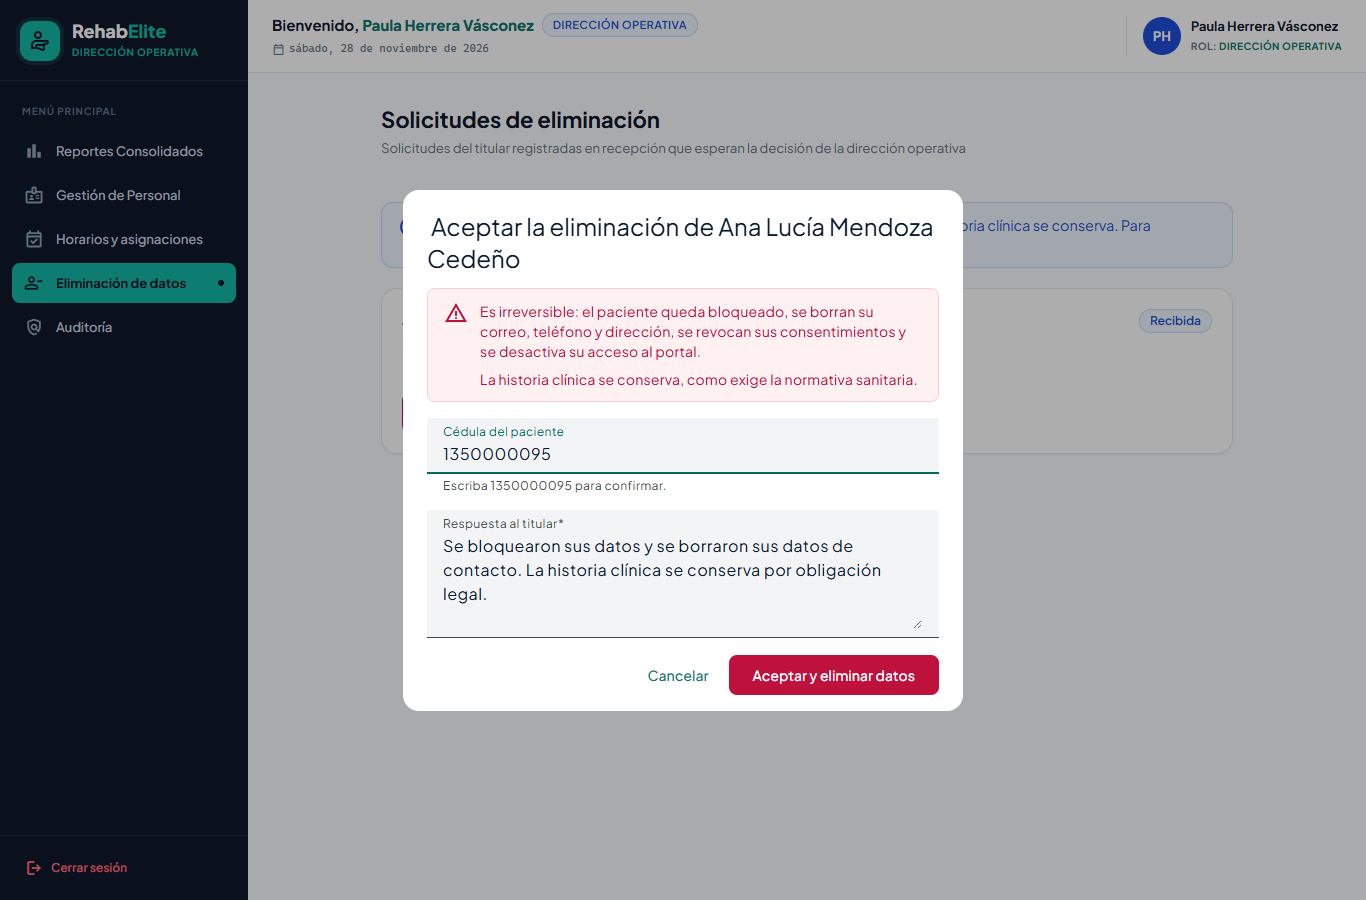 RehabElite
DIRECCIÓN OPERATIVA
MENÚ PRINCIPAL
Reportes Consolidados
Gestión de Personal
Horarios y asignaciones
Eliminación de datos
Auditoría
Cerrar sesión
Bienvenido, Paula Herrera Vásconez
DIRECCIÓN OPERATIVA
sábado, 28 de noviembre de 2026
PH
Paula Herrera Vásconez
ROL: DIRECCIÓN OPERATIVA
Solicitudes de eliminación
Solicitudes del titular registradas en recepción que esperan la decisión de la dirección operativa
clínica se conserva. Para
Recibida
Aceptar la eliminación de Ana Lucía Mendoza
Cedeño
Es irreversible: el paciente queda bloqueado, se borran su
correo, teléfono y dirección, se revocan sus consentimientos y
se desactiva su acceso al portal.
La historia clínica se conserva, como exige la normativa sanitaria.
Cédula del paciente
1350000095
Escriba 1350000095 para confirmar.
Respuesta al titular*
Se bloquearon sus datos y se borraron sus datos de
contacto. La historia clínica se conserva por obligación
legal.
Cancelar
Aceptar y eliminar datos